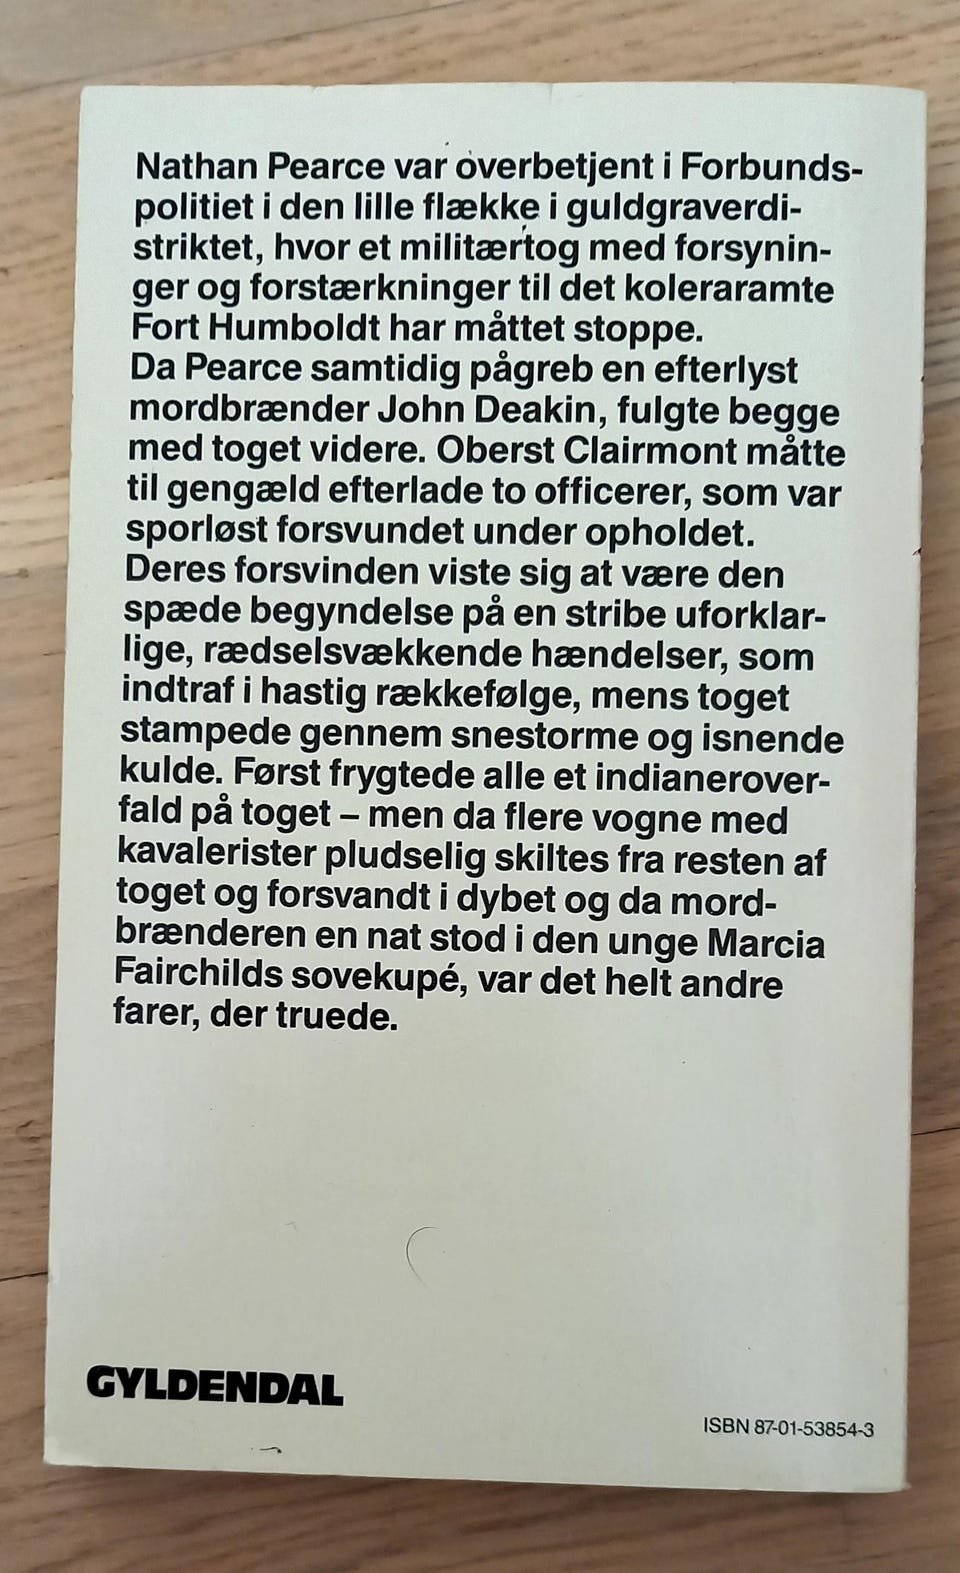 Nathan Pearce var overbetjent i Forbunds-
politiet i den lille flække i guldgraverdi-
striktet, hvor et militærtog med forsynin-
ger og forstærkninger til det koleraramte
Fort Humboldt har måttet stoppe.
Da Pearce samtidig pågreb en efterlyst
mordbrænder John Deakin, fulgte begge
med toget videre. Oberst Clairmont måtte
til gengæld efterlade to officerer, som var
sporløst forsvundet under opholdet.
Deres forsvinden viste sig at være den
spæde begyndelse på en stribe uforklar-
lige, rædselsvækkende hændelser, som
indtraf i hastig rækkefølge, mens toget
stampede gennem snestorme og isnende
kulde. Først frygtede alle et indianerover-
fald på toget – men da flere vogne med
kavalerister pludselig skiltes fra resten af
toget og forsvandt i dybet og da mord-
brænderen en nat stod i den unge Marcia
Fairchilds sovekupé, var det helt andre
farer, der truede.
GYLDENDAL
ISBN 87-01-53854-3